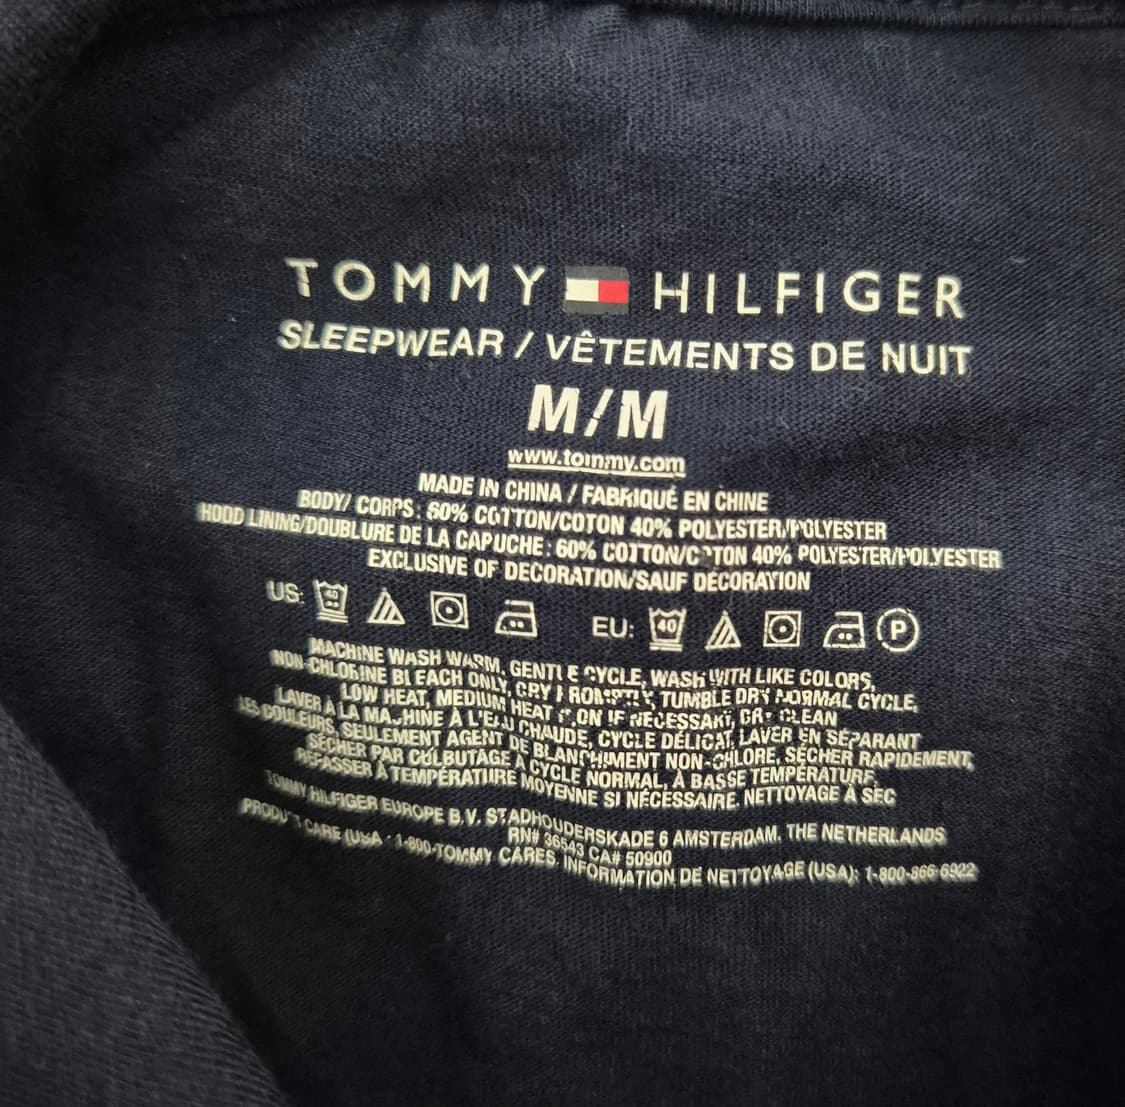 TOMMY HILFIGER
SLEEPWEAR / VÊTEMENTS DE NUIT
M/M
www.tommy.com
MADE IN CHINA / FABRIQUÉ EN CHINE
BODY/ CORPS: 60% COTTON/COTON 40% POLYESTER/POLYESTER
HOOD LINING/DOUBLURE DE LA CAPUCHE: 60% COTTON/COTON 40% POLYESTER/POLYESTER
EXCLUSIVE OF DECORATION/SAUF DÉCORATION
US: 40 EU: 40 P
MACHINE WASH WARM, GENTLE CYCLE, WASH WITH LIKE COLORS,
NON-CHLORINE BLEACH ONLY, DRY PROMPTLY, TUMBLE DRY NORMAL CYCLE,
LOW HEAT, MEDIUM HEAT IRON IF NECESSARY, DRY CLEAN
LAVER À LA MACHINE À L'EAU CHAUDE, CYCLE DÉLICAT, LAVER EN SÉPARANT
LES COULEURS, SEULEMENT AGENT DE BLANCHIMENT NON-CHLORE, SÉCHER RAPIDEMENT,
SÉCHER PAR CULBUTAGE À CYCLE NORMAL, À BASSE TEMPÉRATURE,
REPASSER À TEMPÉRATURE MOYENNE SI NÉCESSAIRE. NETTOYAGE À SEC
TOMMY HILFIGER EUROPE B.V. STADHOUDERSKADE 6 AMSTERDAM, THE NETHERLANDS
RN# 36543 CA# 50900
PRODUCT CARE (USA) 1-800-TOMMY CARES. INFORMATION DE NETTOYAGE (USA): 1-800-866-6922